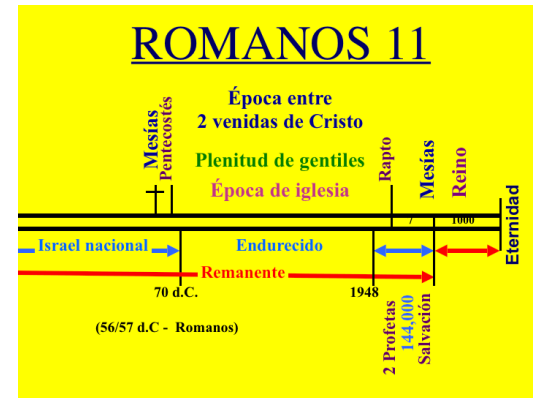 ROMANOS 11
Época entre
2 venidas de Cristo
Mesías
Pentecostés
Plenitud de gentiles
Época de iglesia
Rapto
Mesías
Reino
7
1000
Eternidad
Israel nacional
Endurecido
Remanente
70 d.C.
1948
(56/57 d.C - Romanos)
2 Profetas
144,000
Salvación